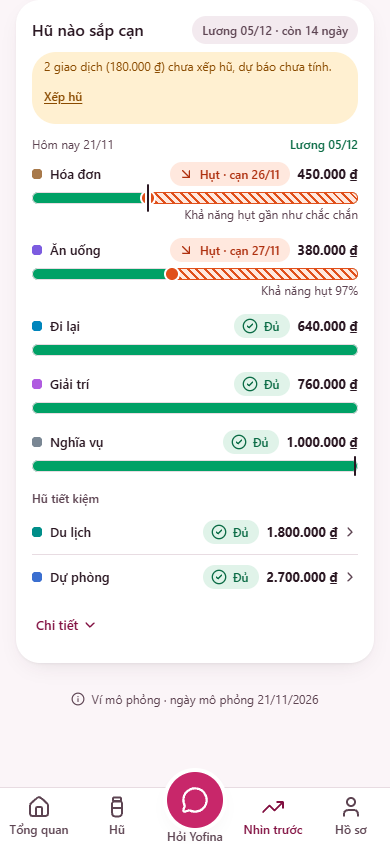 Hũ nào sắp cạn
Lương 05/12 · còn 14 ngày
2 giao dịch (180.000 ₫) chưa xếp hũ, dự báo chưa tính.
Xếp hũ
Hôm nay 21/11
Lương 05/12
Hóa đơn
Hụt · cạn 26/11
450.000 ₫
Khả năng hụt gần như chắc chắn
Ăn uống
Hụt · cạn 27/11
380.000 ₫
Khả năng hụt 97%
Đi lại
Đủ
640.000 ₫
Giải trí
Đủ
760.000 ₫
Nghĩa vụ
Đủ
1.000.000 ₫
Hũ tiết kiệm
Du lịch
Đủ
1.800.000 ₫
Dự phòng
Đủ
2.700.000 ₫
Chi tiết
Ví mô phỏng · ngày mô phỏng 21/11/2026
Tổng quan
Hũ
Hỏi Yofina
Nhìn trước
Hồ sơ